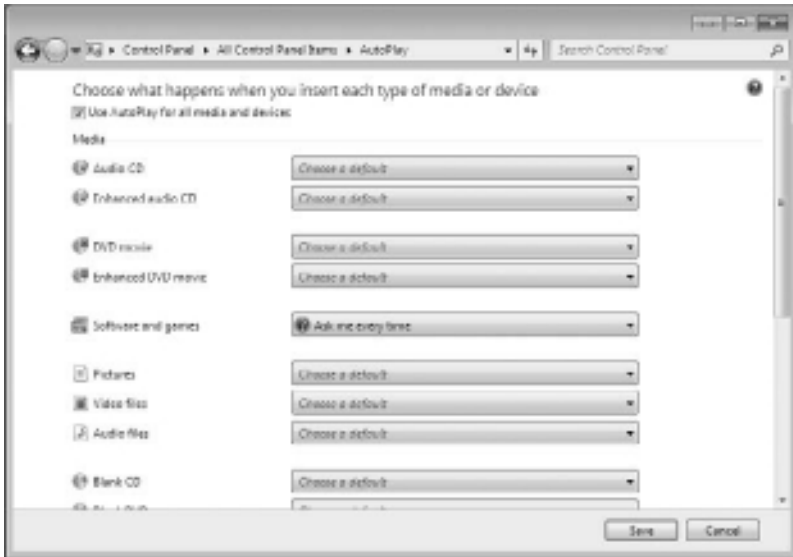 Control Panel ▸ All Control Panel Items ▸ AutoPlay
Search Control Panel
Choose what happens when you insert each type of media or device
Use AutoPlay for all media and devices
Media
Audio CD Choose a default
Enhanced audio CD Choose a default
DVD movie Choose a default
Enhanced DVD movie Choose a default
Software and games Ask me every time
Pictures Choose a default
Video files Choose a default
Audio files Choose a default
Blank CD Choose a default
Save Cancel